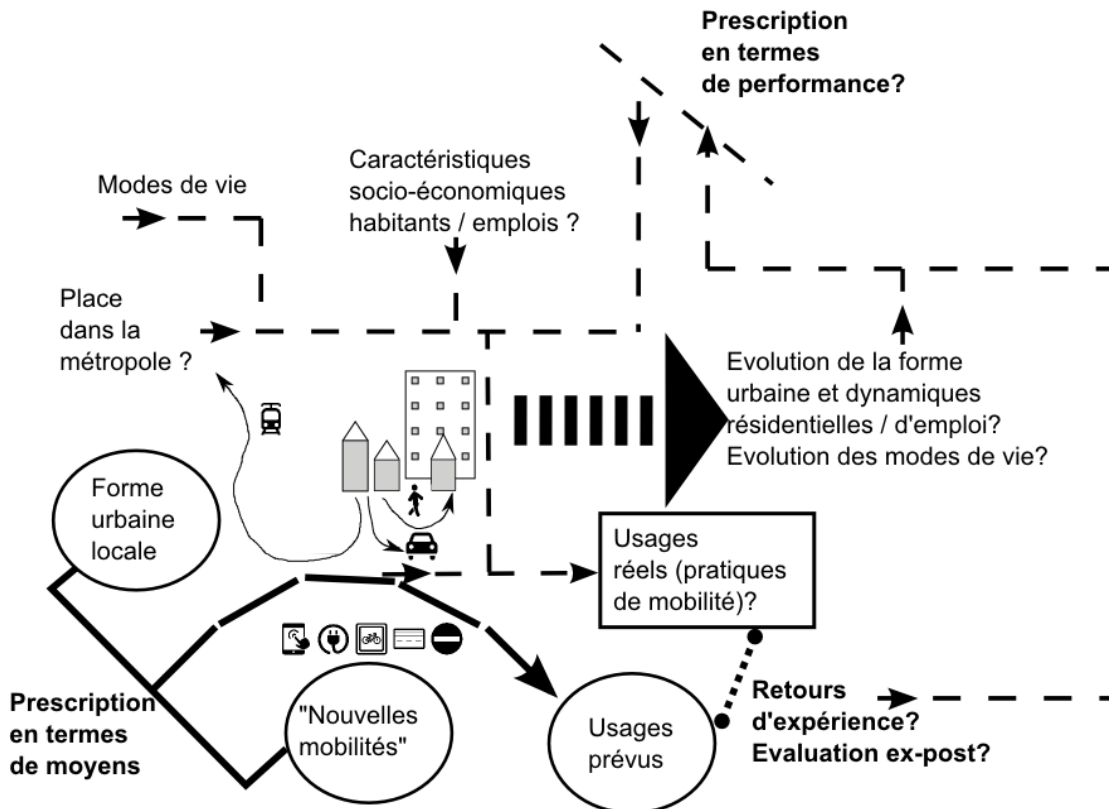 Prescription
en termes
de performance?
Caractéristiques
socio-économiques
habitants / emplois ?
Modes de vie
Place
dans la
métropole ?
Evolution de la forme
urbaine et dynamiques
résidentielles / d'emploi?
Evolution des modes de vie?
Forme
urbaine
locale
Usages
réels (pratiques
de mobilité)?
Prescription
en termes
de moyens
"Nouvelles
mobilités"
Usages
prévus
Retours
d'expérience?
Evaluation ex-post?